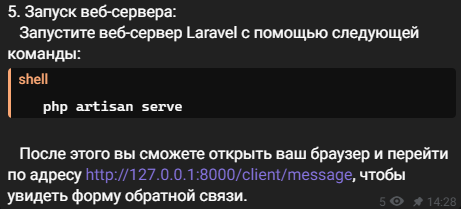 5. Запуск веб-сервера:
Запустите веб-сервер Laravel с помощью следующей
команды:
shell
php artisan serve
После этого вы сможете открыть ваш браузер и перейти
по адресу http://127.0.0.1:8000/client/message, чтобы
увидеть форму обратной связи.
5 14:28